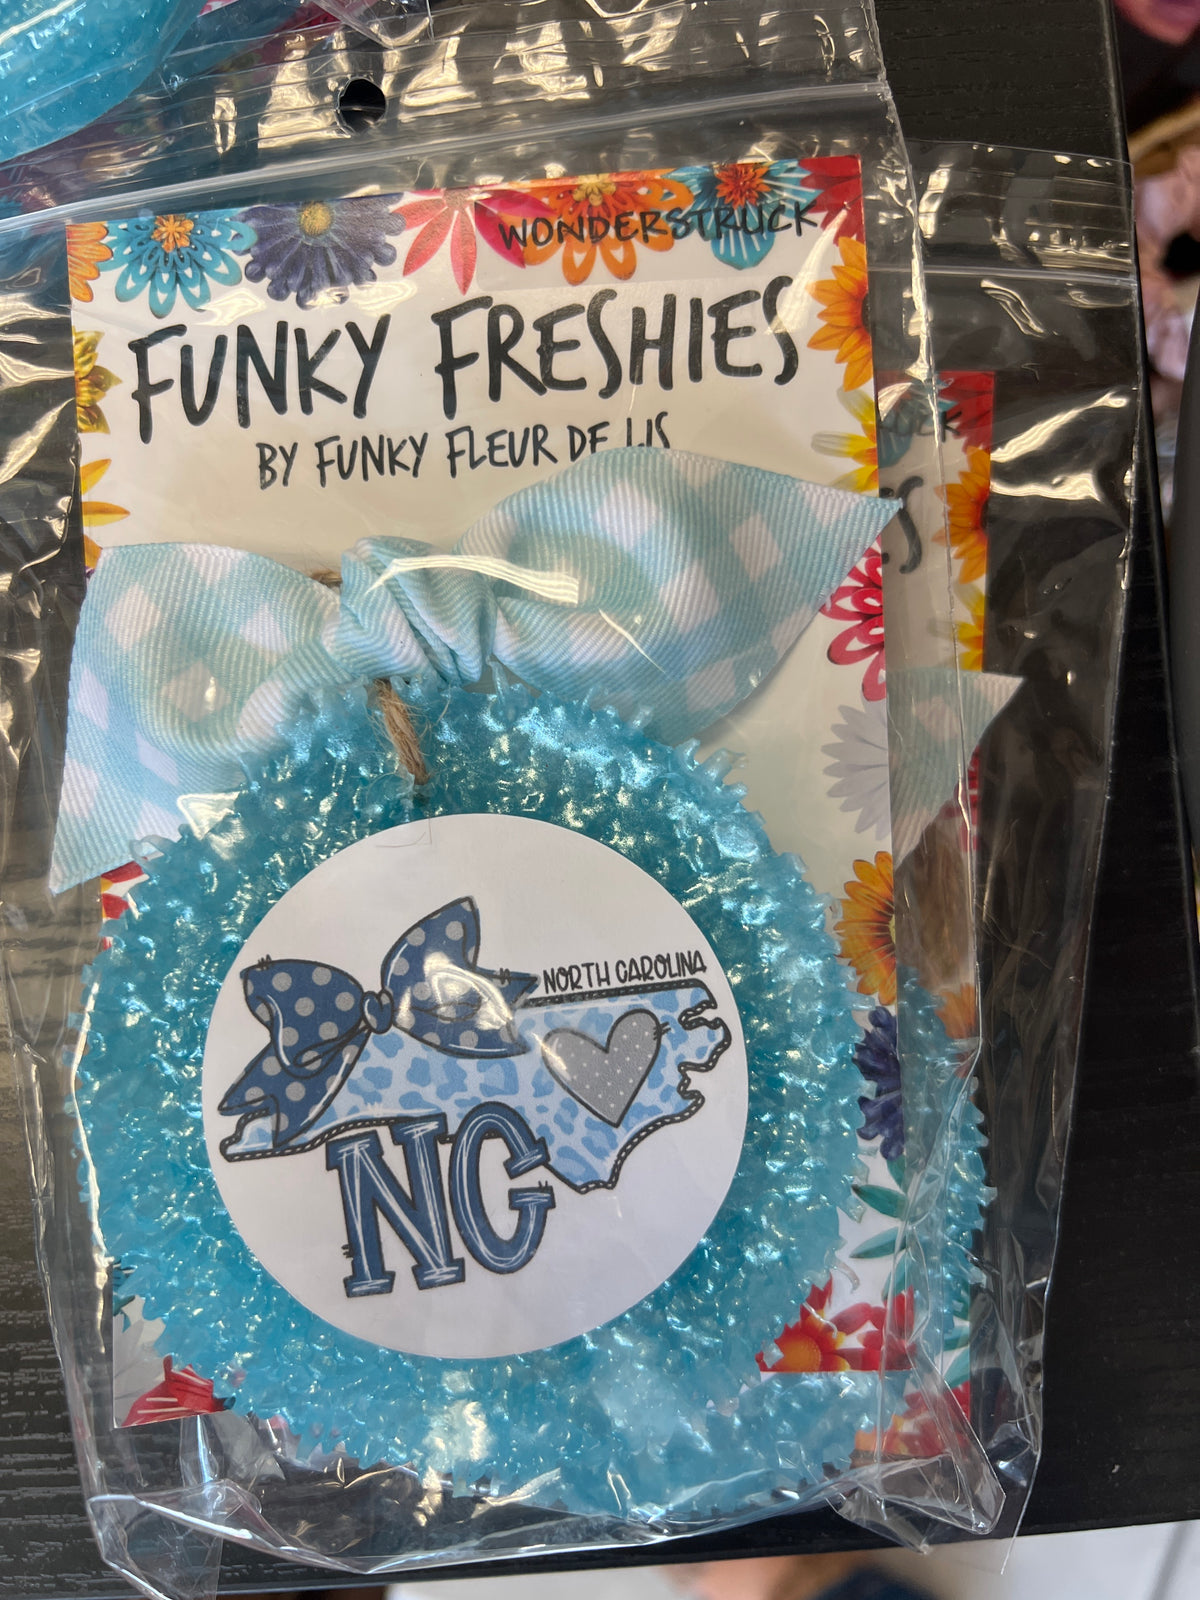 WONDERSTRUCK
FUNKY FRESHIES
BY FUNKY FLEUR DE LIS
NORTH CAROLINA
NC